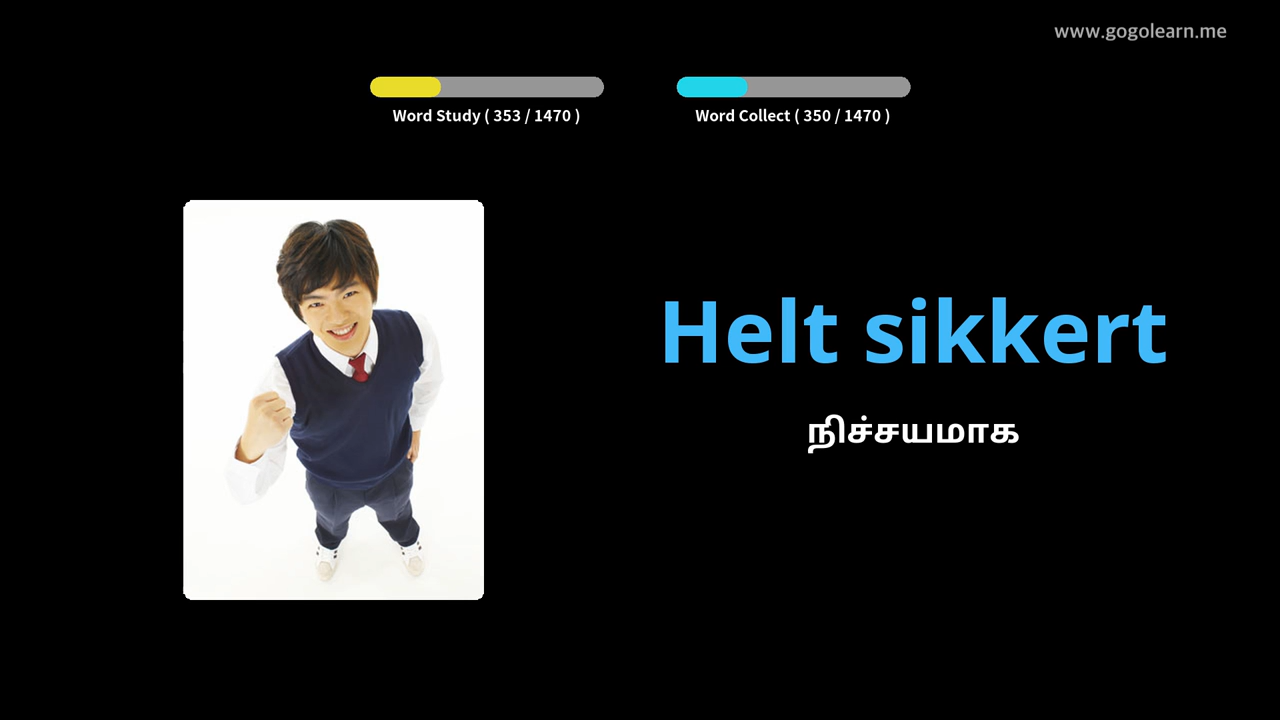 www.gogolearn.me
Word Study ( 353 / 1470 )
Word Collect ( 350 / 1470 )
Helt sikkert
நிச்சயமாக